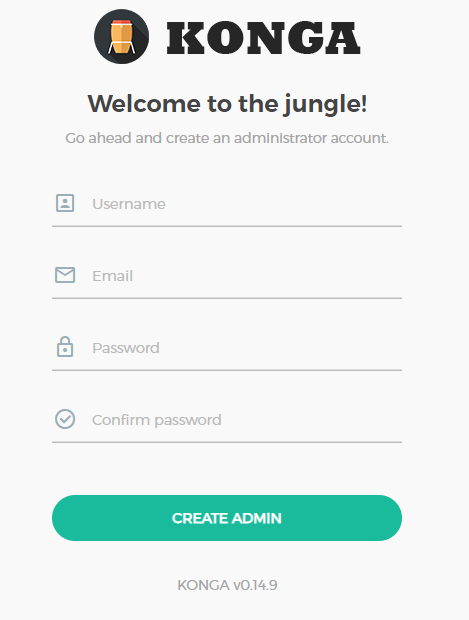 KONGA
Welcome to the jungle!
Go ahead and create an administrator account.
Username
Email
Password
Confirm password
CREATE ADMIN
KONGA v0.14.9